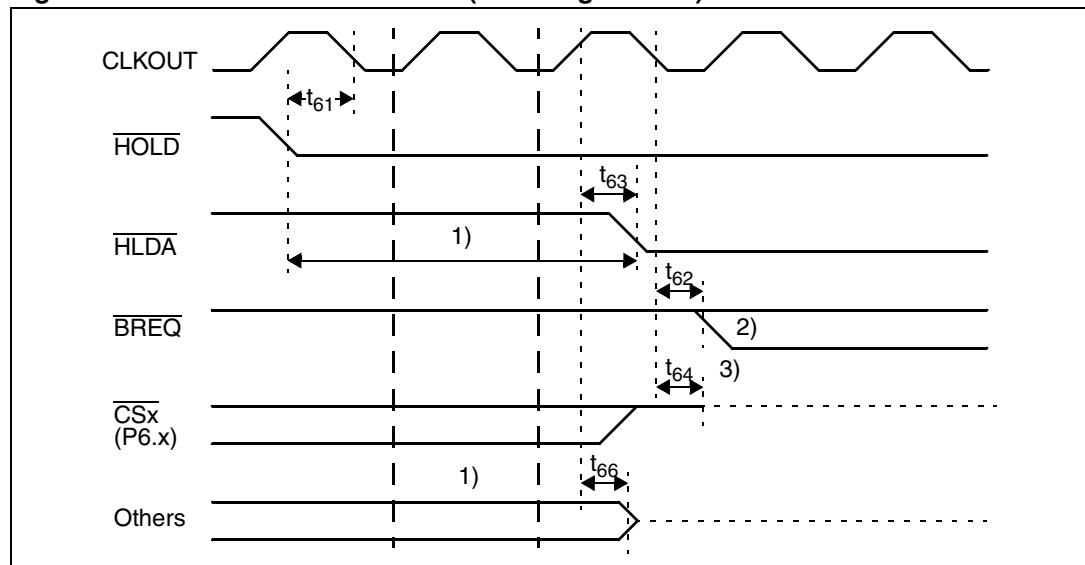 CLKOUT
t61
HOLD
t63
HLDA
1)
t62
BREQ
2)
t64
3)
CSx
(P6.x)
1)
t66
Others